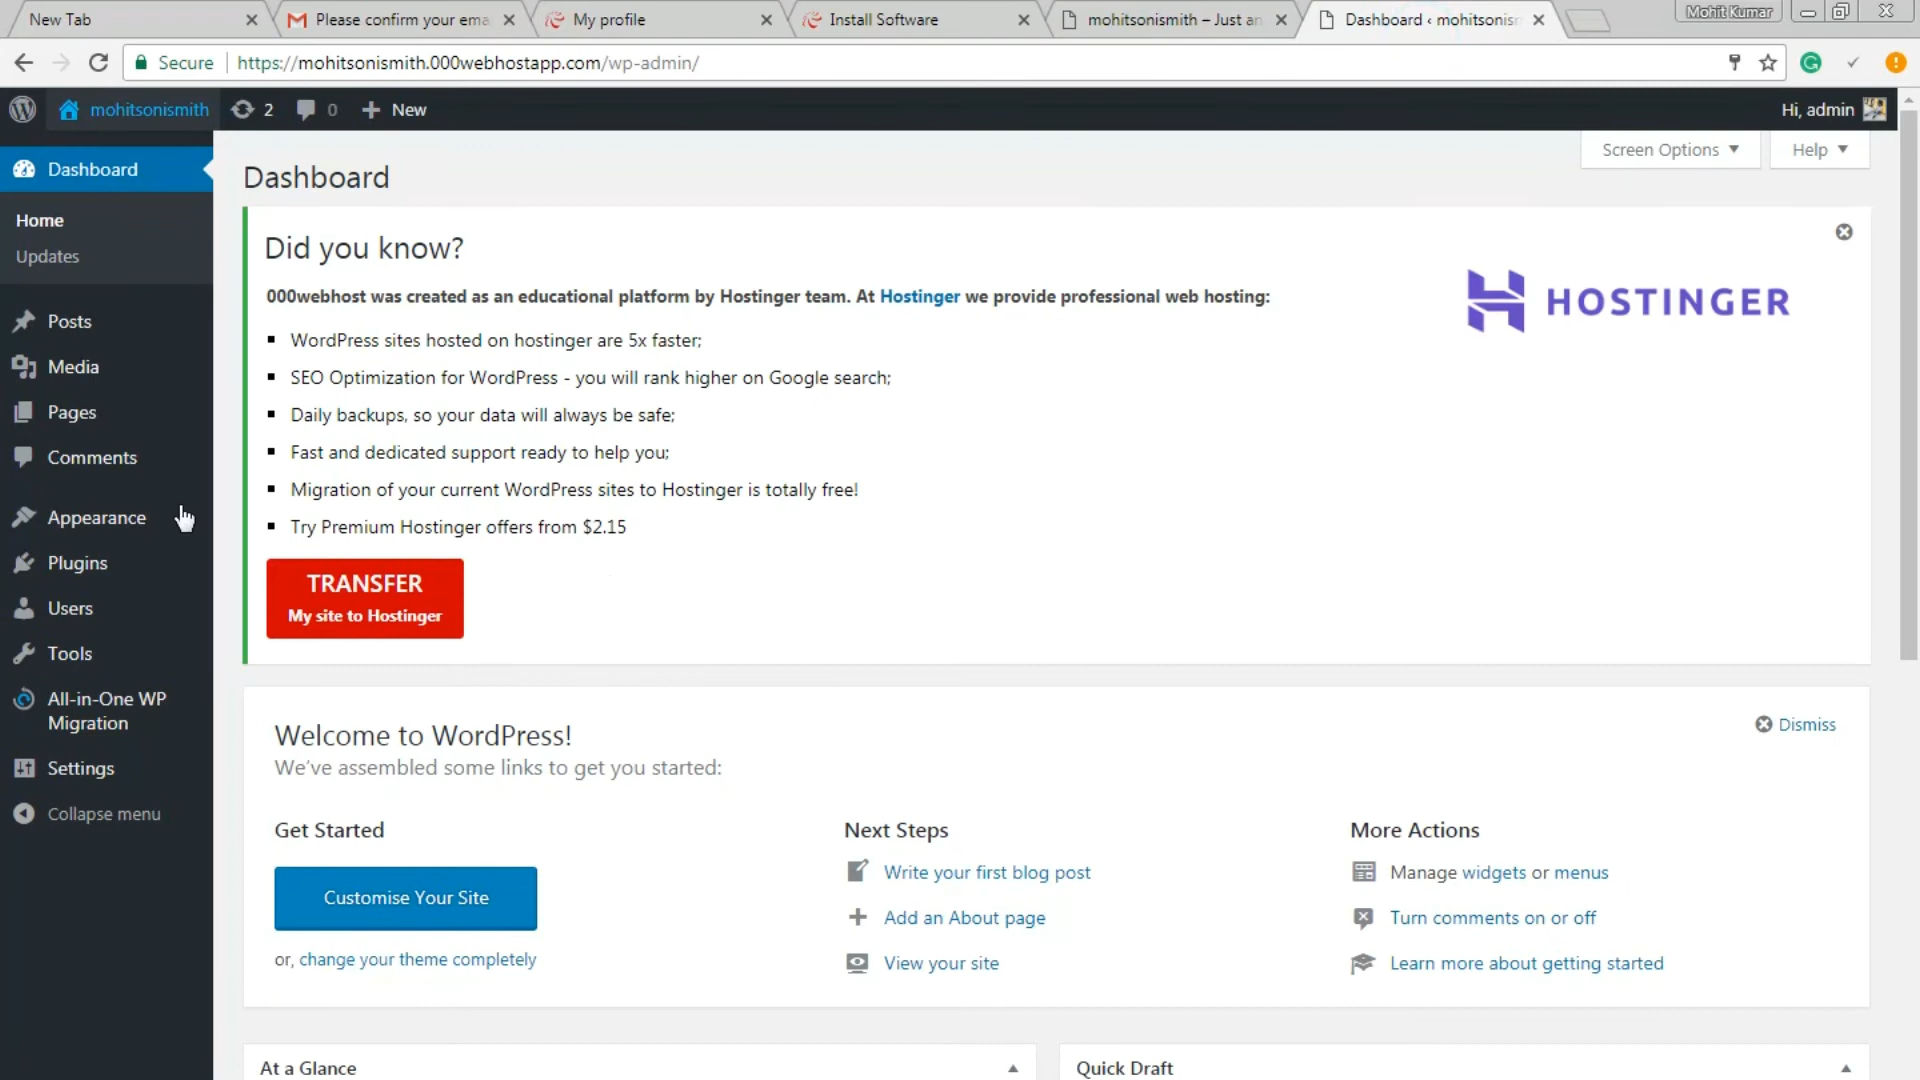 New Tab
Please confirm your ema
My profile
Install Software
mohitsonismith – Just an
Dashboard ‹ mohitsonism
Mohit Kumar
Secure
https://mohitsonismith.000webhostapp.com/wp-admin/
mohitsonismith
2
0
New
Hi, admin
Dashboard
Home
Updates
Posts
Media
Pages
Comments
Appearance
Plugins
Users
Tools
All-in-One WP
Migration
Settings
Collapse menu
Screen Options
Help
Dashboard
Did you know?
000webhost was created as an educational platform by Hostinger team. At Hostinger we provide professional web hosting:
WordPress sites hosted on hostinger are 5x faster;
SEO Optimization for WordPress - you will rank higher on Google search;
Daily backups, so your data will always be safe;
Fast and dedicated support ready to help you;
Migration of your current WordPress sites to Hostinger is totally free!
Try Premium Hostinger offers from $2.15
HOSTINGER
TRANSFER
My site to Hostinger
Welcome to WordPress!
We've assembled some links to get you started:
Dismiss
Get Started
Customise Your Site
or, change your theme completely
Next Steps
Write your first blog post
Add an About page
View your site
More Actions
Manage widgets or menus
Turn comments on or off
Learn more about getting started
At a Glance
Quick Draft